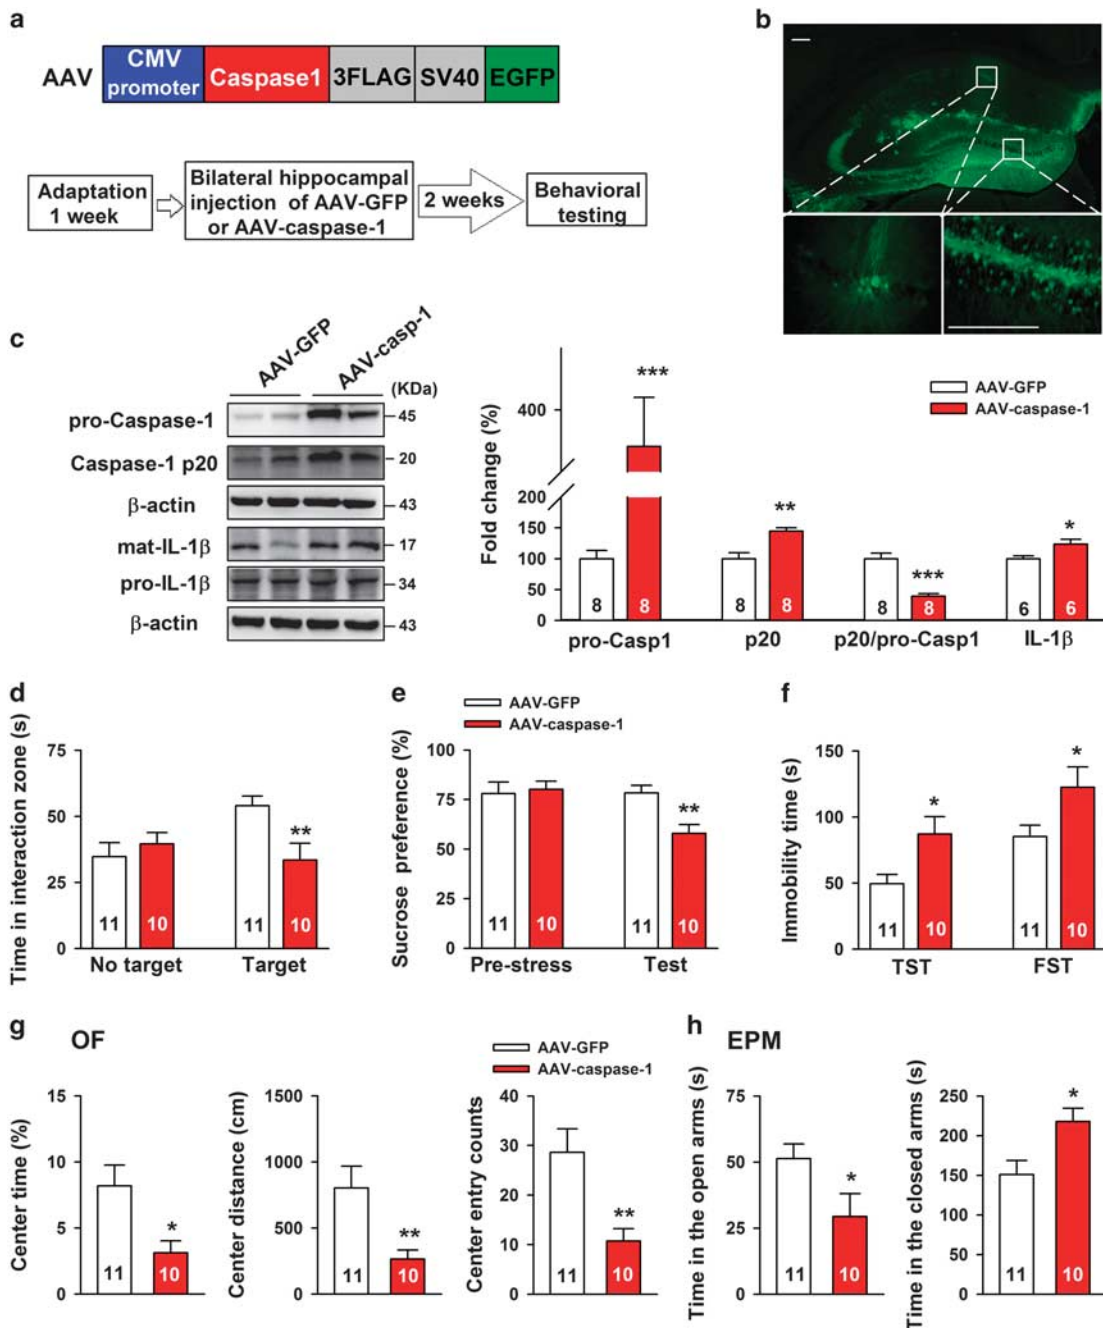 a
AAV
CMV
promoter
Caspase1
3FLAG
SV40
EGFP
Adaptation
1 week
Bilateral hippocampal
injection of AAV-GFP
or AAV-caspase-1
2 weeks
Behavioral
testing
b
c
AAV-GFP
AAV-casp-1
(KDa)
pro-Caspase-1
45
Caspase-1 p20
20
β-actin
43
mat-IL-1β
17
pro-IL-1β
34
β-actin
43
Fold change (%)
400
200
150
100
50
0
***
**
***
*
AAV-GFP
AAV-caspase-1
8
8
8
8
8
8
6
6
pro-Casp1
p20
p20/pro-Casp1
IL-1β
d
Time in interaction zone (s)
75
50
25
0
**
11
10
11
10
No target
Target
e
AAV-GFP
AAV-caspase-1
Sucrose preference (%)
100
75
50
25
0
**
11
10
11
10
Pre-stress
Test
f
Immobility time (s)
150
100
50
0
*
*
11
10
11
10
TST
FST
g
OF
AAV-GFP
AAV-caspase-1
Center time (%)
15
10
5
0
*
11
10
Center distance (cm)
1500
1000
500
0
**
11
10
Center entry counts
40
30
20
10
0
**
11
10
h
EPM
Time in the open arms (s)
75
50
25
0
*
11
10
Time in the closed arms (s)
250
200
150
100
50
0
*
11
10